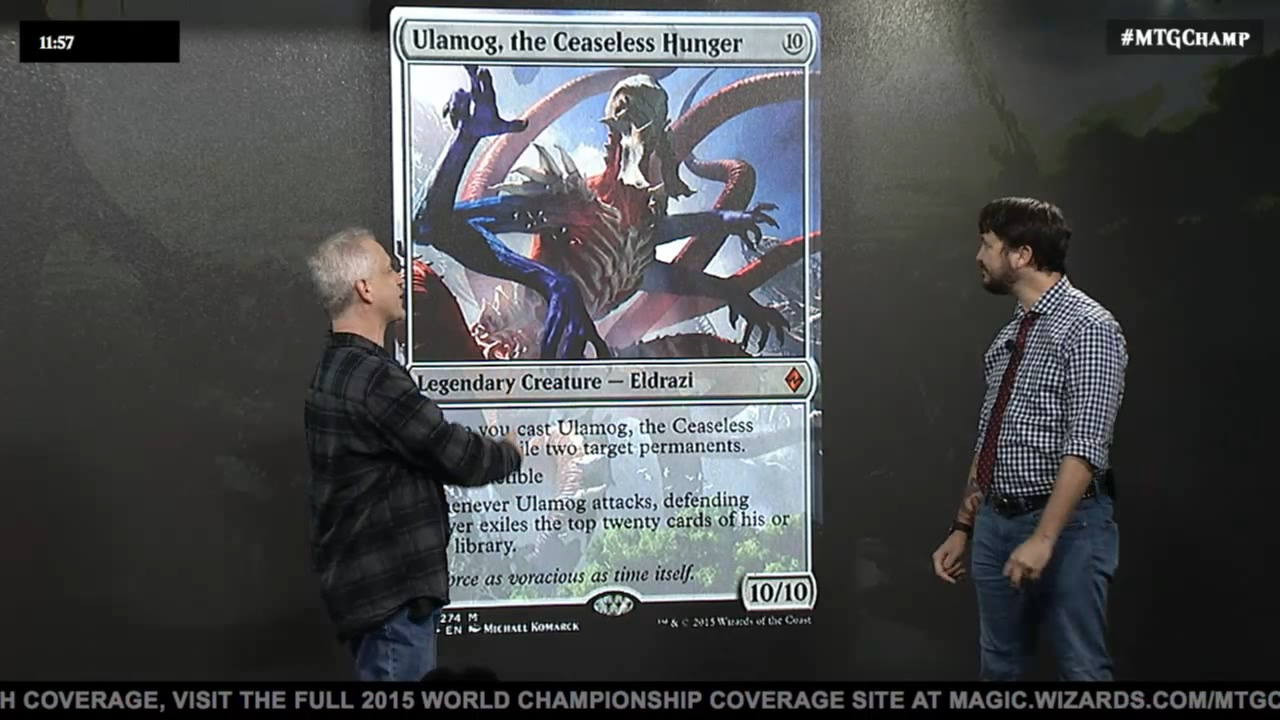 11:57
#MTGChamp
Ulamog, the Ceaseless Hunger 10
Legendary Creature — Eldrazi
you cast Ulamog, the Ceaseless
two target permanents.
Ulamog attacks, defending
exiles the top twenty cards of his or
library.
as voracious as time itself.
10/10
274 M
EN Michael Komarck
™ & © 2015 Wizards of the Coast
H COVERAGE, VISIT THE FULL 2015 WORLD CHAMPIONSHIP COVERAGE SITE AT MAGIC.WIZARDS.COM/MTGC